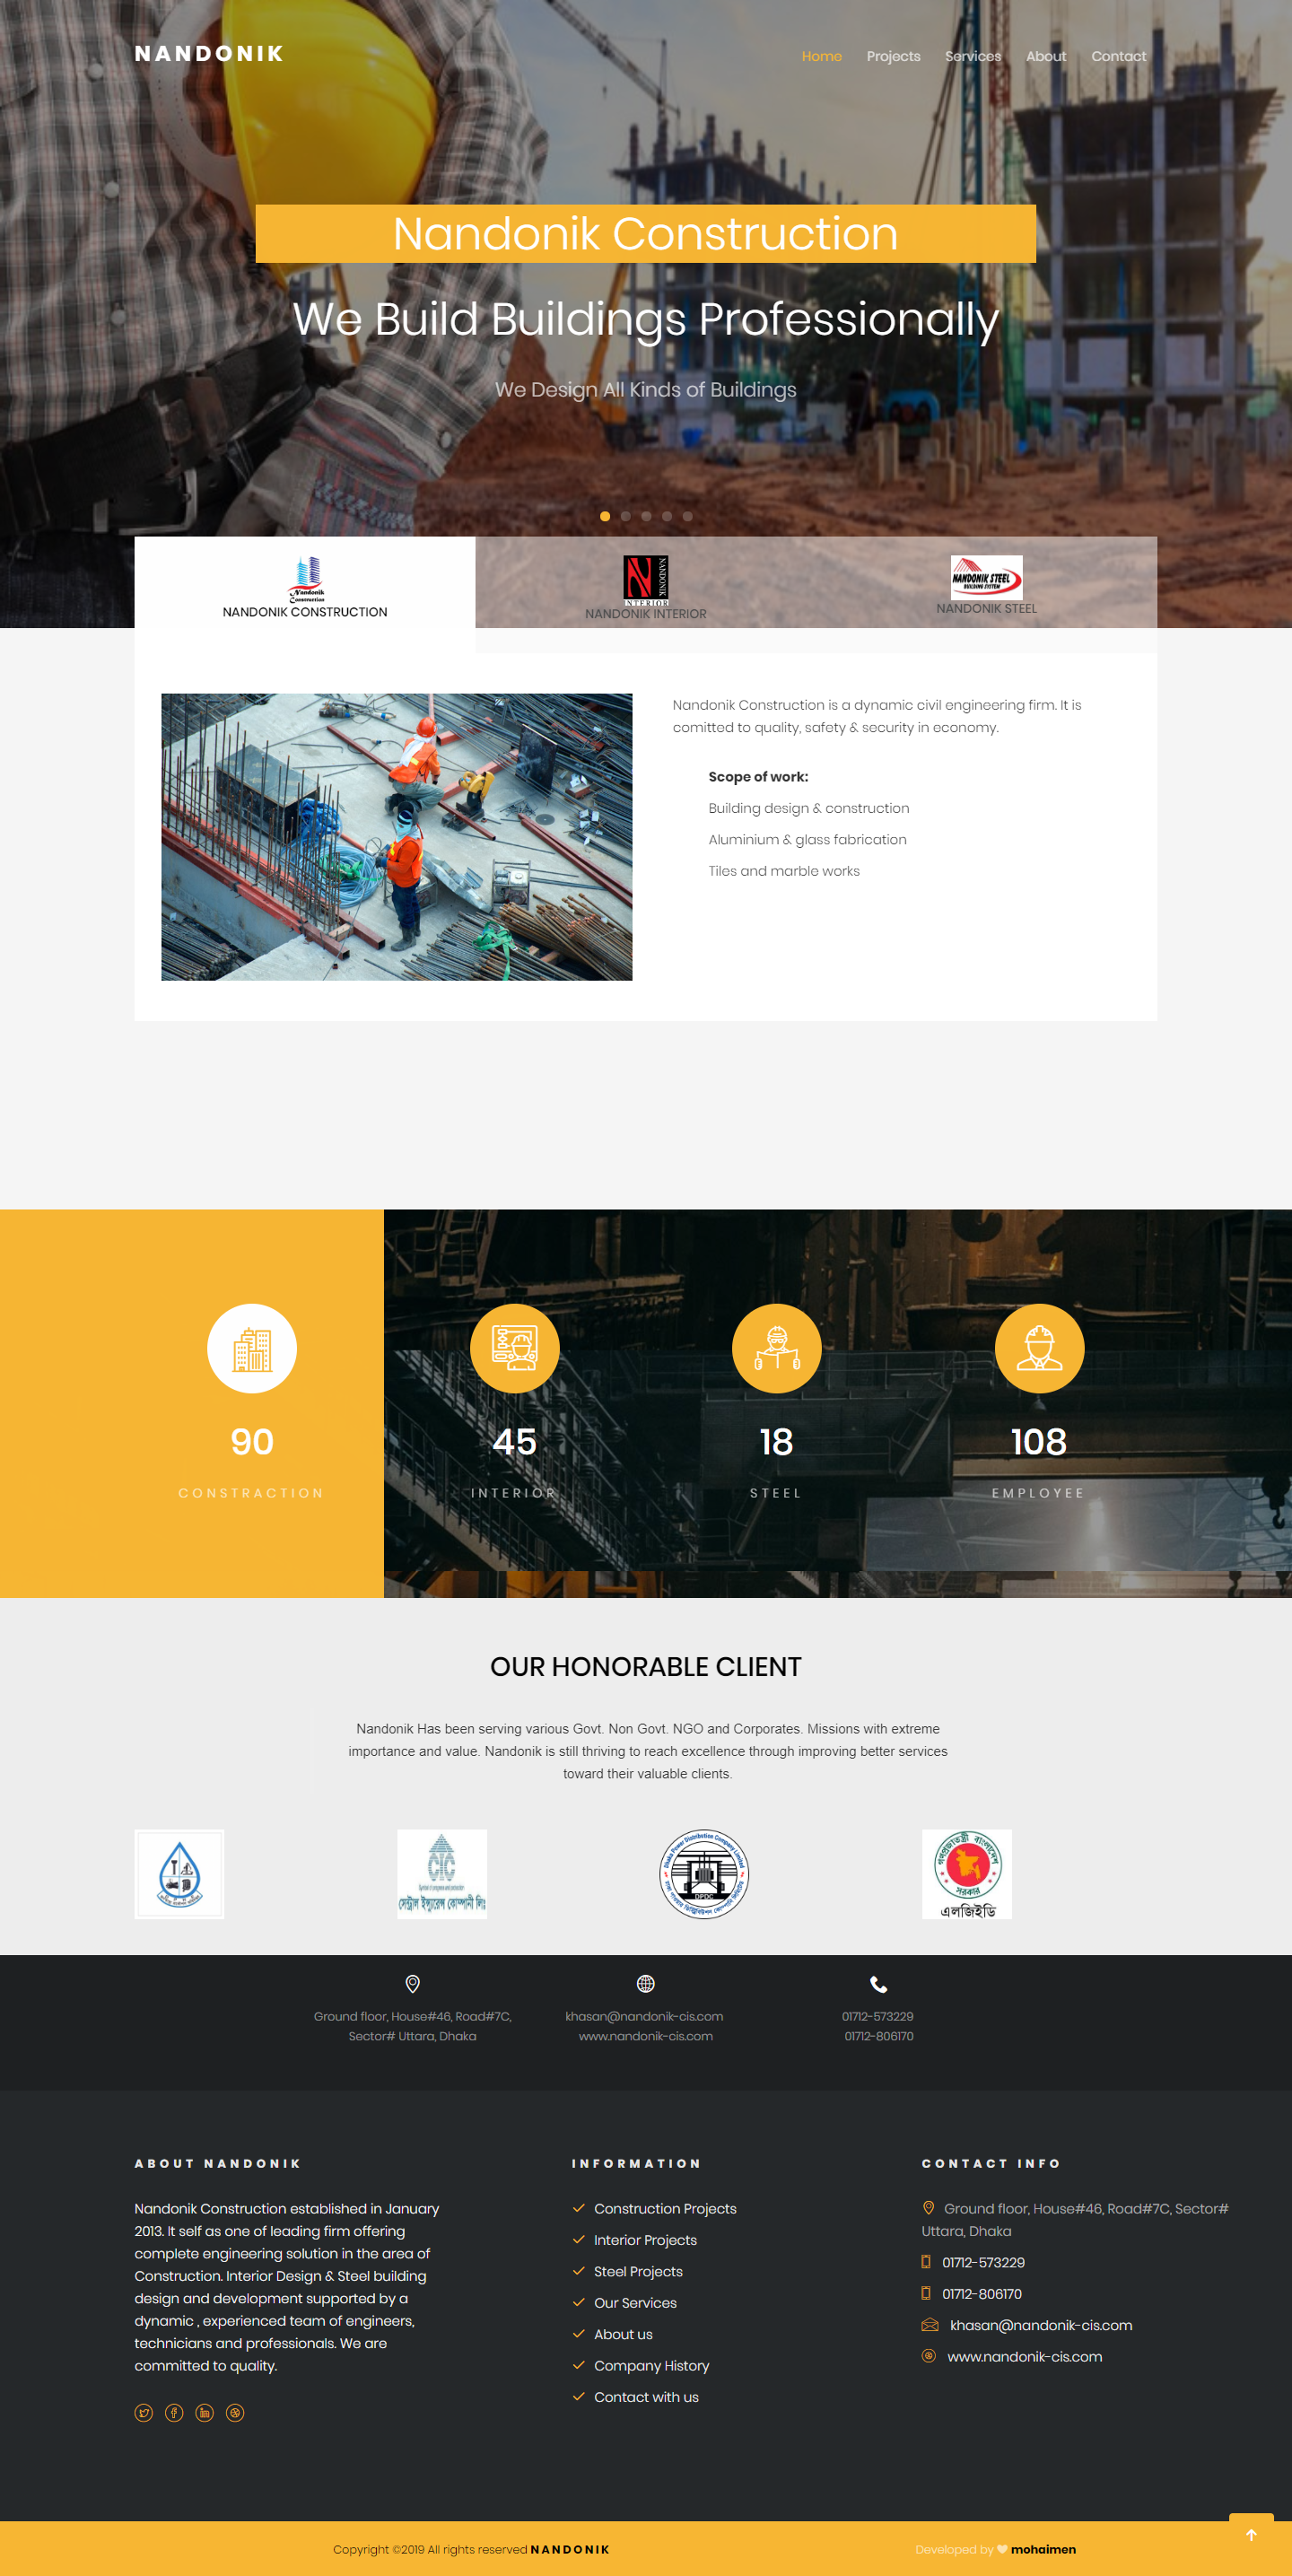 NANDONIK
Home Projects Services About Contact
Nandonik Construction
We Build Buildings Professionally
We Design All Kinds of Buildings
Nandonik
Construction
NANDONIK CONSTRUCTION
NANDONIK
INTERIOR
NANDONIK INTERIOR
NANDONIK STEEL
BUILDING SYSTEM
NANDONIK STEEL
Nandonik Construction is a dynamic civil engineering firm. It is
comitted to quality, safety & security in economy.
Scope of work:
Building design & construction
Aluminium & glass fabrication
Tiles and marble works
90
CONSTRACTION
45
INTERIOR
18
STEEL
108
EMPLOYEE
OUR HONORABLE CLIENT
Nandonik Has been serving various Govt. Non Govt. NGO and Corporates. Missions with extreme
importance and value. Nandonik is still thriving to reach excellence through improving better services
toward their valuable clients.
CIC
সেন্ট্রাল ইন্স্যুরেন্স কোম্পানী লিঃ
Dhaka Power Distribution Company Limited
DPDC
গণপ্রজাতন্ত্রী বাংলাদেশ
সরকার
এলজিইডি
Ground floor, House#46, Road#7C,
Sector# Uttara, Dhaka
khasan@nandonik-cis.com
www.nandonik-cis.com
01712-573229
01712-806170
ABOUT NANDONIK
Nandonik Construction established in January
2013. It self as one of leading firm offering
complete engineering solution in the area of
Construction. Interior Design & Steel building
design and development supported by a
dynamic , experienced team of engineers,
technicians and professionals. We are
committed to quality.
INFORMATION
Construction Projects
Interior Projects
Steel Projects
Our Services
About us
Company History
Contact with us
CONTACT INFO
Ground floor, House#46, Road#7C, Sector#
Uttara, Dhaka
01712-573229
01712-806170
khasan@nandonik-cis.com
www.nandonik-cis.com
Copyright ©2019 All rights reserved NANDONIK
Developed by mohaimen